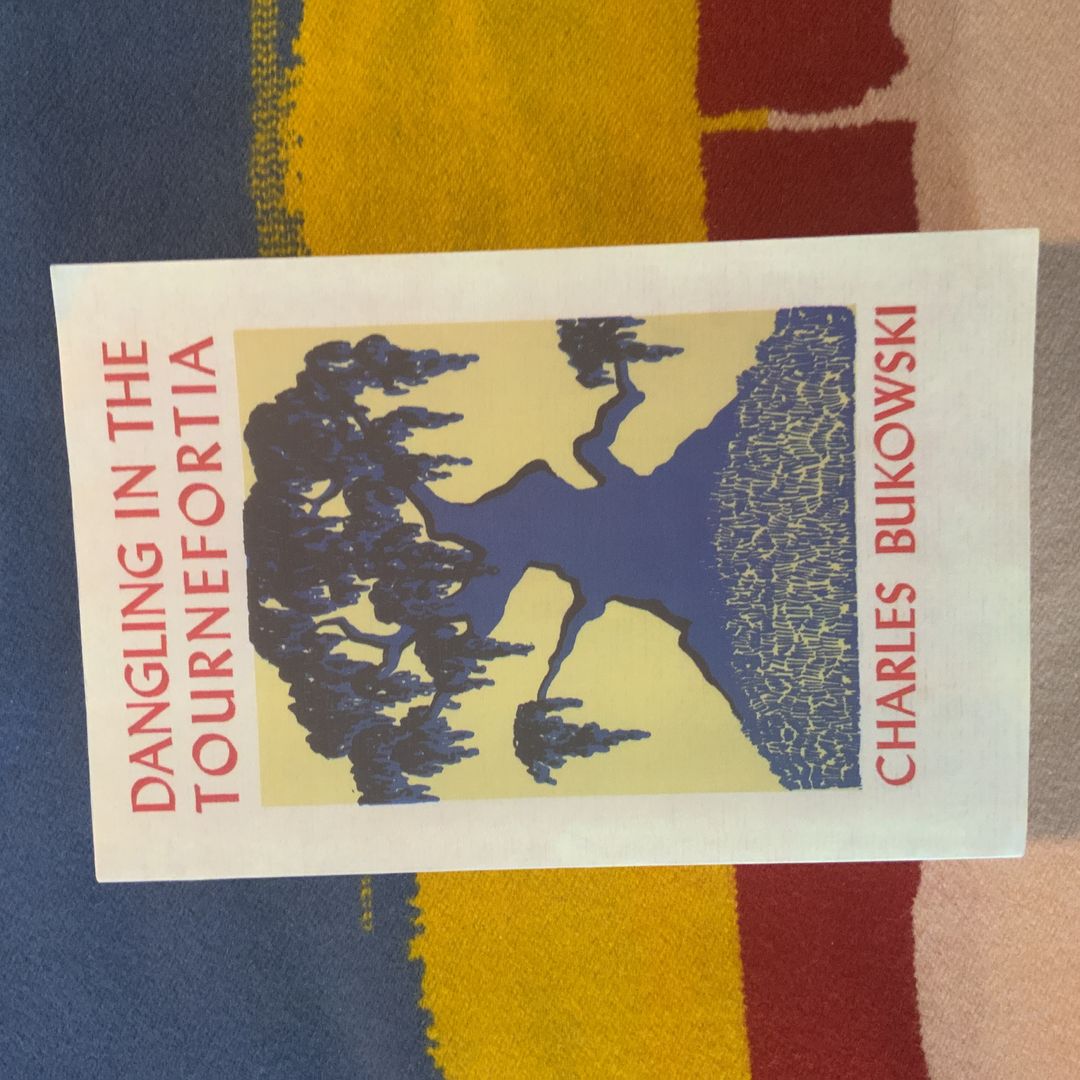 DANGLING IN THE
TOURNEFORTIA
CHARLES BUKOWSKI